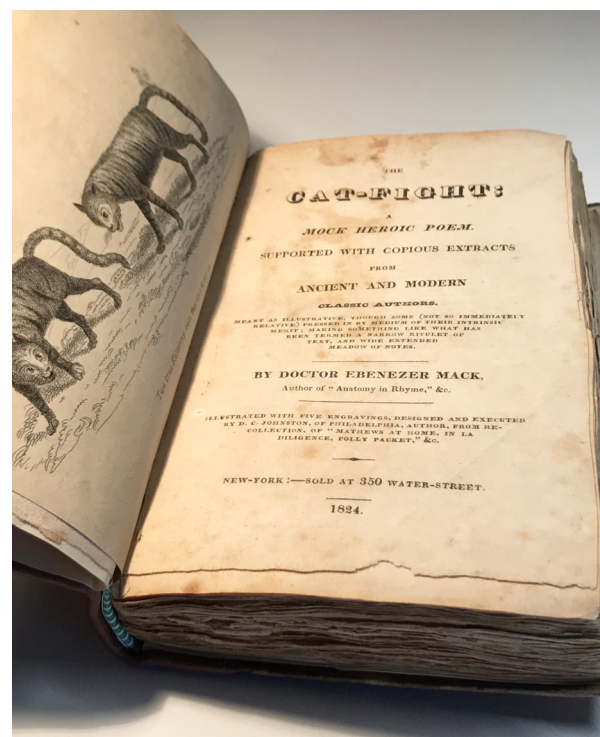 THE
CAT-FIGHT:
A
MOCK HEROIC POEM.
SUPPORTED WITH COPIOUS EXTRACTS
FROM
ANCIENT AND MODERN
CLASSIC AUTHORS.
MEANT AS ILLUSTRATIVE, THOUGH SOME (NOT SO IMMEDIATELY
RELATIVE) PRESSED IN BY MEDIUM OF THEIR INTRINSIC
MERIT; MAKING SOMETHING LIKE WHAT HAS
BEEN TERMED A NARROW RIVULET OF
TEXT, AND WIDE EXTENDED
MEADOW OF NOTES.
BY DOCTOR EBENEZER MACK,
Author of "Anatomy in Rhyme," &c.
ILLUSTRATED WITH FIVE ENGRAVINGS, DESIGNED AND EXECUTED
BY D. C. JOHNSTON, OF PHILADELPHIA, AUTHOR, FROM RE-
COLLECTION, OF "MATHEWS AT HOME, IN LA
DILIGENCE, POLLY PACKET," &c.
NEW-YORK:—SOLD AT 350 WATER-STREET.
1824.